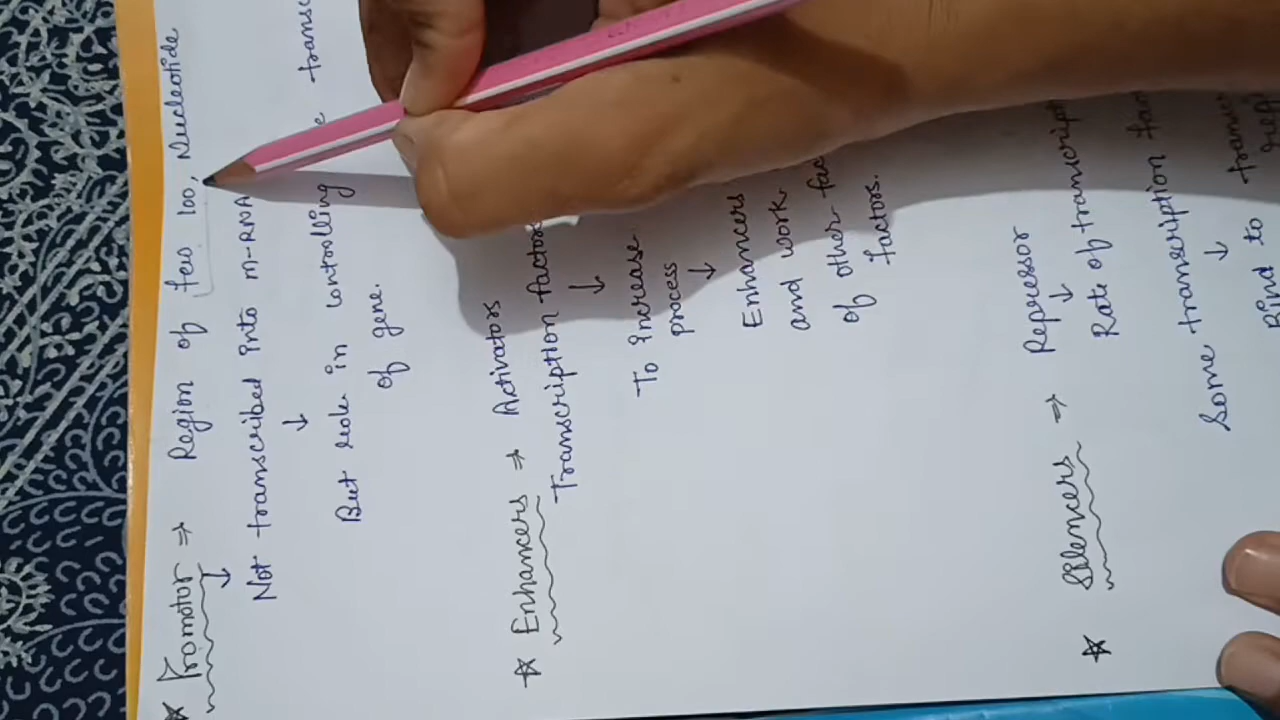 ☆ Promotor ⇒ Region of few 100, Nucleotide
↓
Not transcribed into m-RNA
↓
But role in controlling
of gene.
☆ Enhancers ⇒ Activators
Transcription factors
↓
To increase
process
↓
Enhancers
and work
of other
factors.
☆ Silencers ⇒ Repressor
↓
Rate of
Some transcription
↓
Bind to